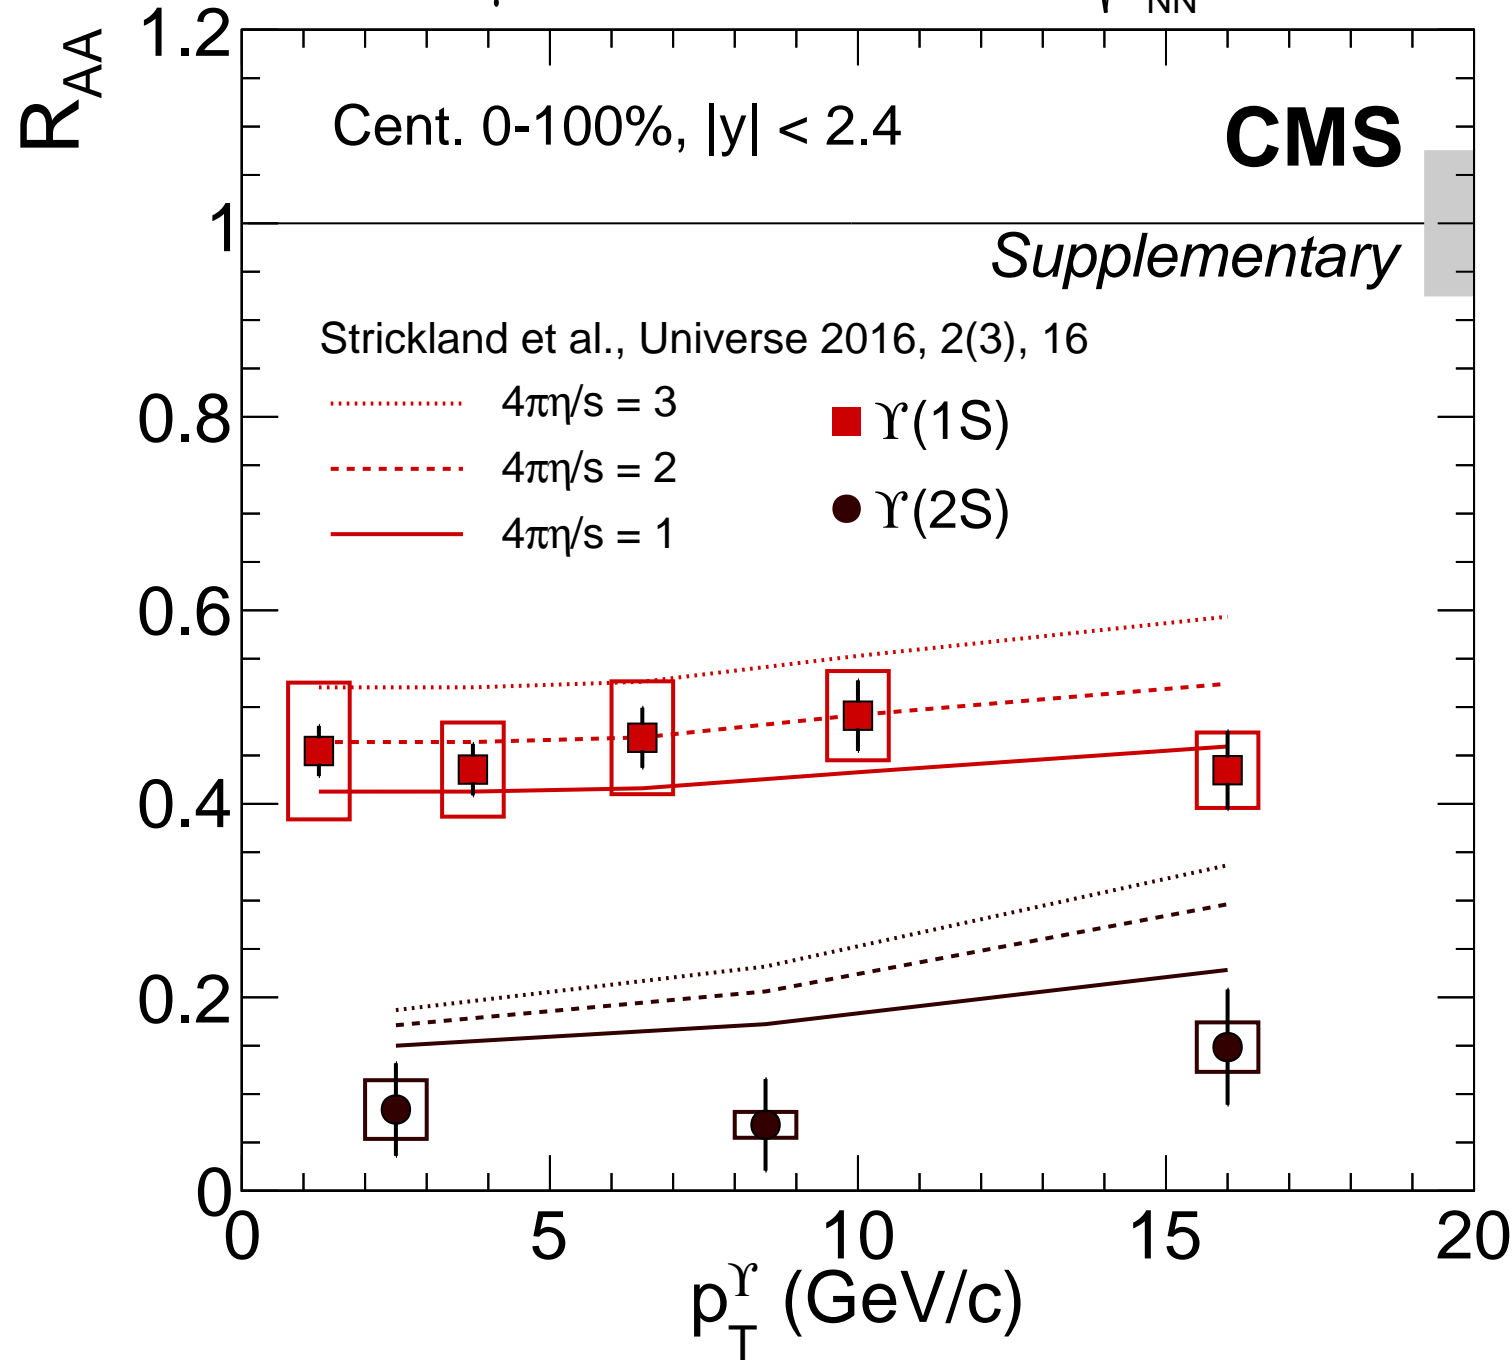 NN
R_AA
1.2
Cent. 0-100%, |y| < 2.4
CMS
1
Supplementary
Strickland et al., Universe 2016, 2(3), 16
4πη/s = 3
4πη/s = 2
4πη/s = 1
ϒ(1S)
ϒ(2S)
0.8
0.6
0.4
0.2
0
0 5 10 15 20
p_T^ϒ (GeV/c)